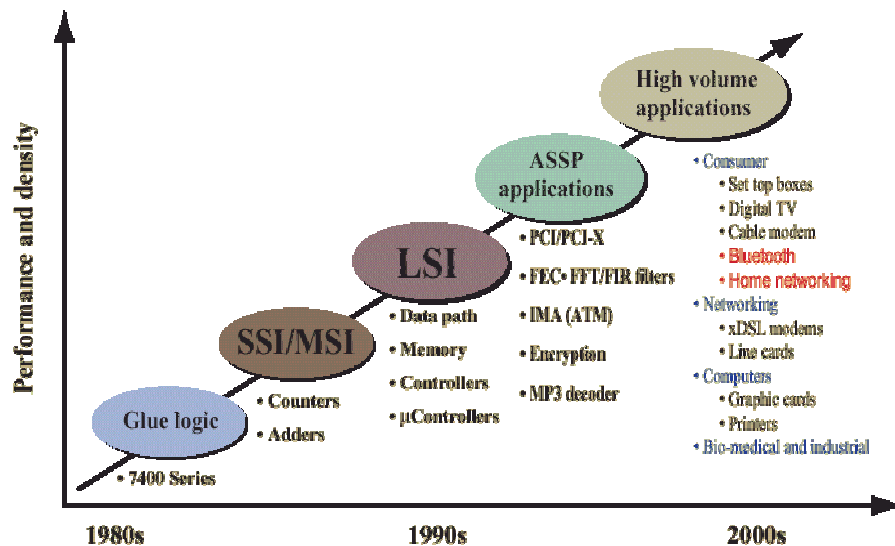 Performance and density
High volume
applications
ASSP
applications
LSI
SSI/MSI
Glue logic
• 7400 Series
• Counters
• Adders
• Data path
• Memory
• Controllers
• µControllers
• PCI/PCI-X
• FEC• FFT/FIR filters
• IMA (ATM)
• Encryption
• MP3 decoder
• Consumer
• Set top boxes
• Digital TV
• Cable modem
• Bluetooth
• Home networking
• Networking
• xDSL modems
• Line cards
• Computers
• Graphic cards
• Printers
• Bio-medical and industrial
1980s
1990s
2000s